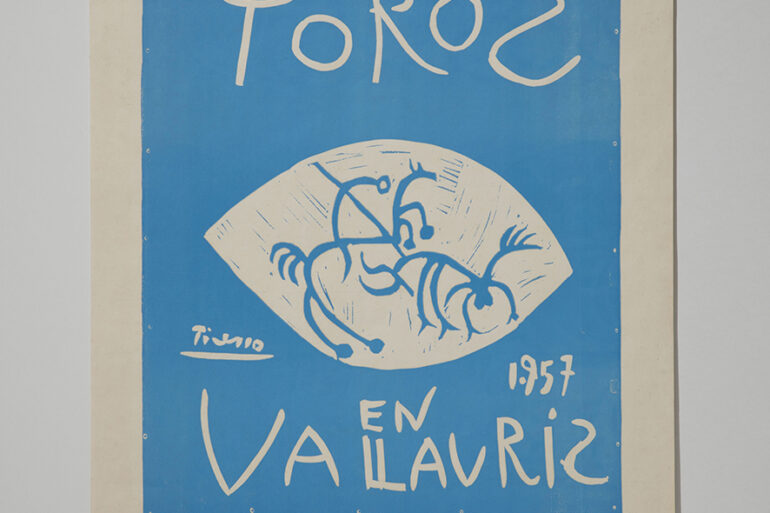 TOROS
Picasso
1957
EN
VALLAURIS